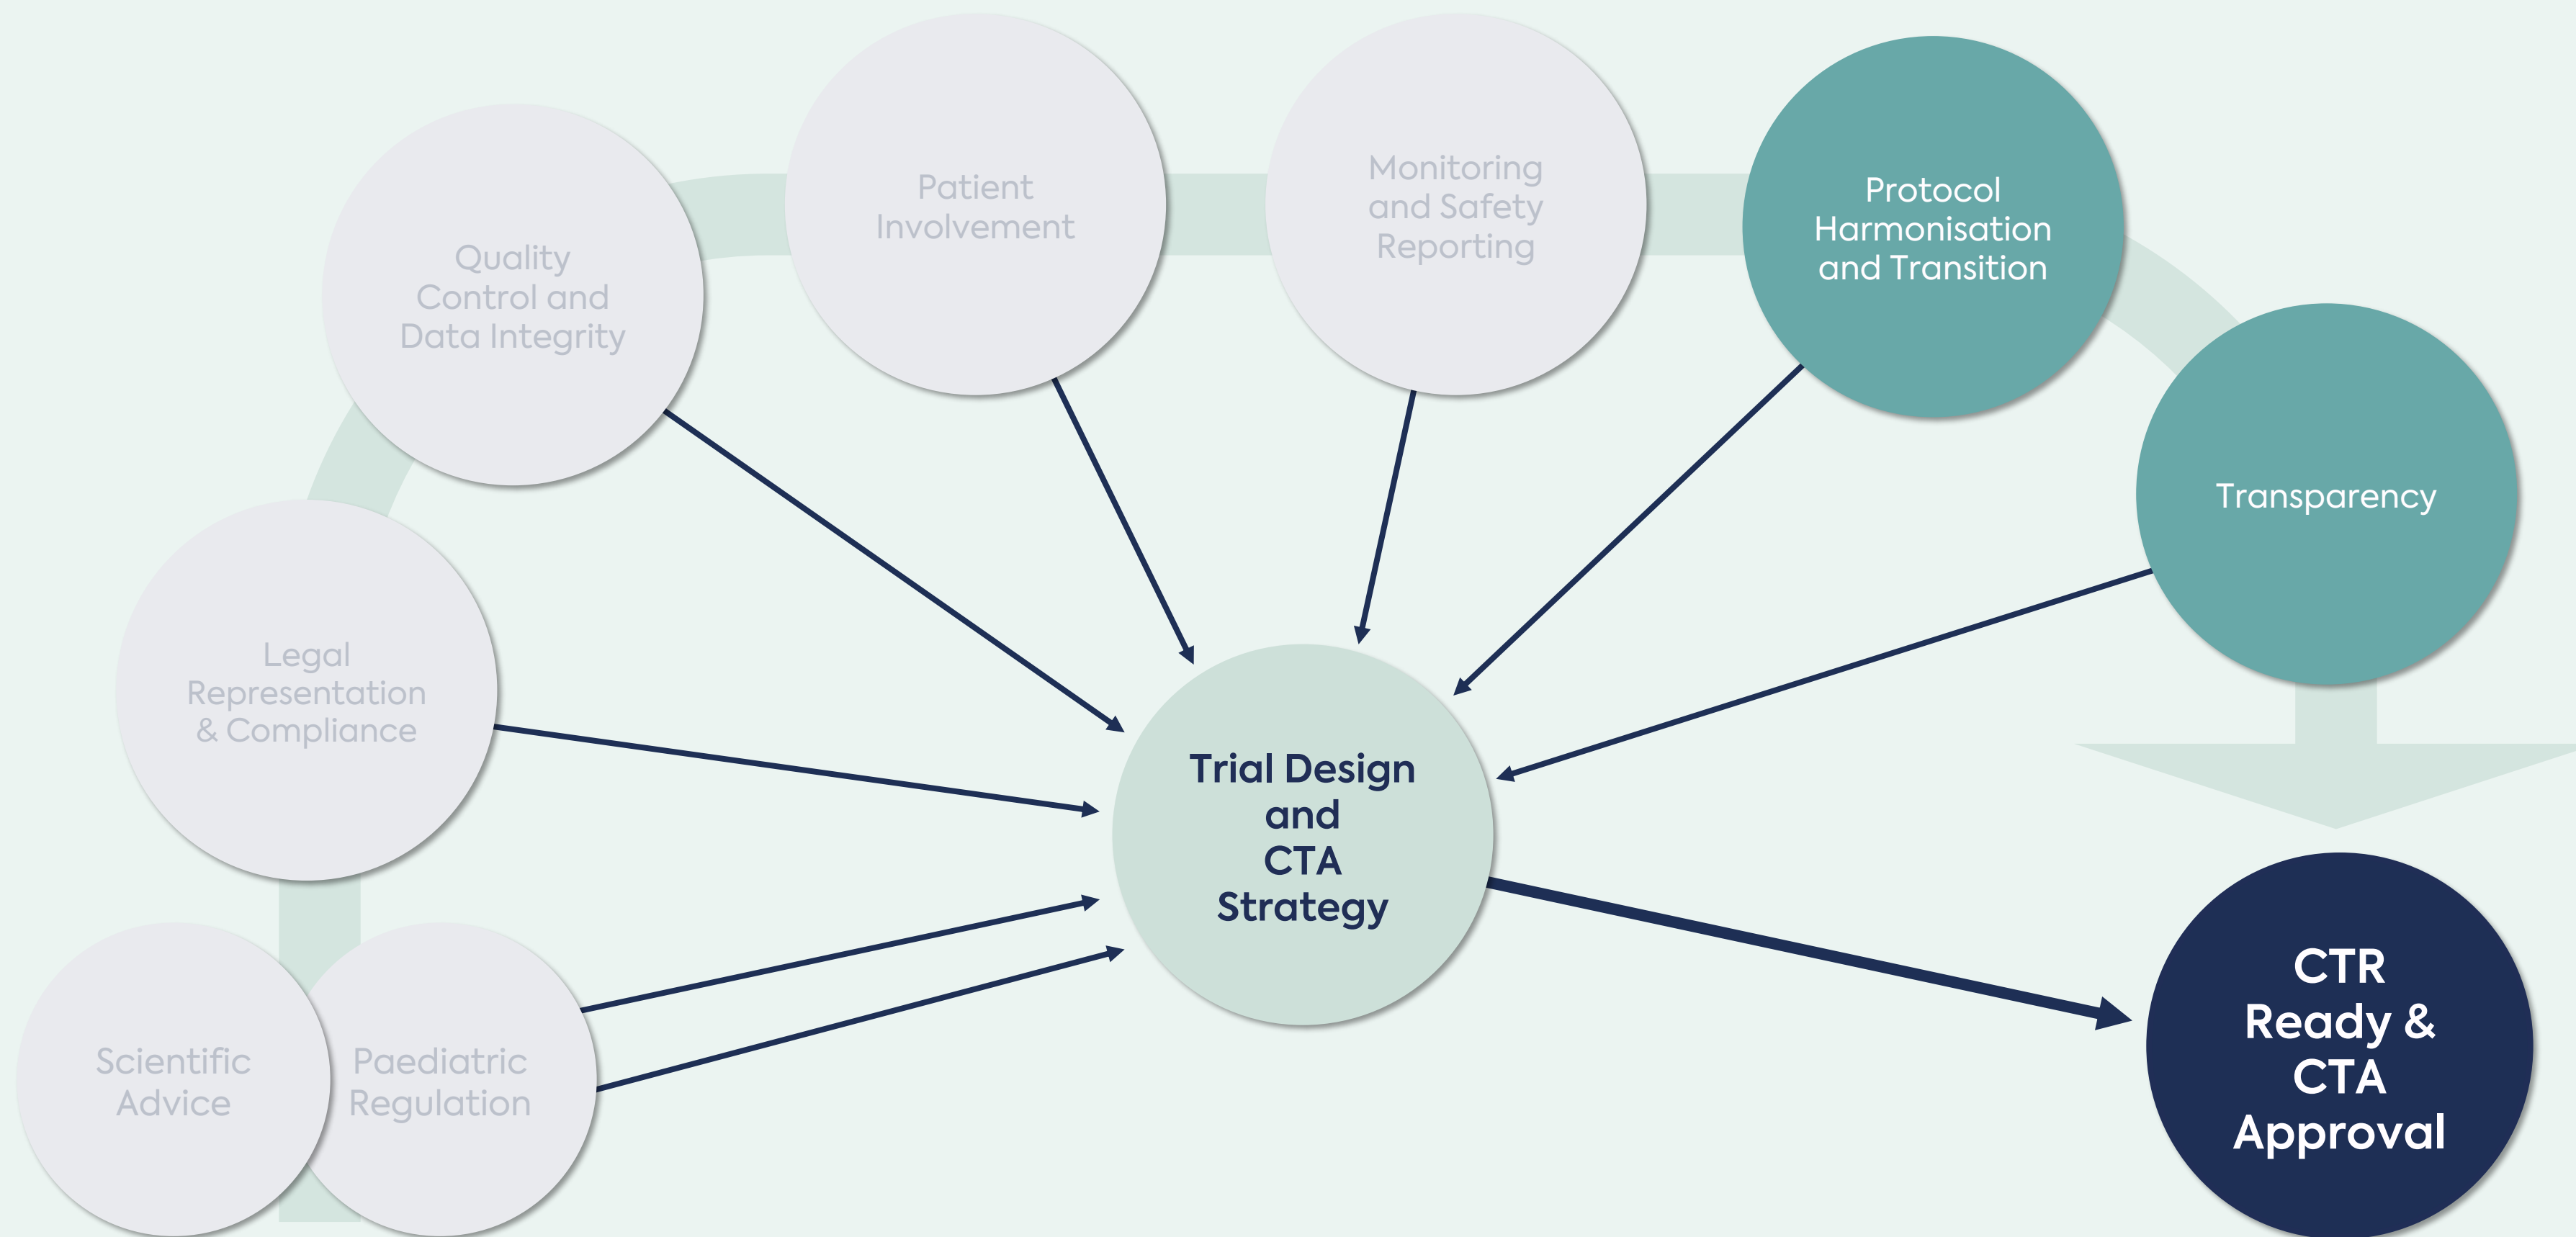 Patient
Involvement
Monitoring
and Safety
Reporting
Protocol
Harmonisation
and Transition
Quality
Control and
Data Integrity
Transparency
Legal
Representation
& Compliance
Trial Design
and
CTA
Strategy
CTR
Ready &
CTA
Approval
Scientific
Advice
Paediatric
Regulation